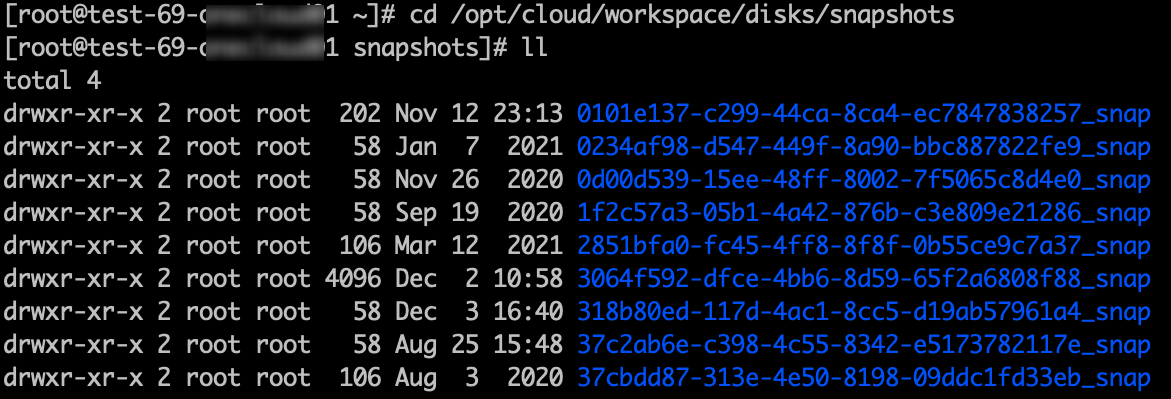 [root@test-69- 1 ~]# cd /opt/cloud/workspace/disks/snapshots
[root@test-69- 1 snapshots]# ll
total 4
drwxr-xr-x 2 root root  202 Nov 12 23:13 0101e137-c299-44ca-8ca4-ec7847838257_snap
drwxr-xr-x 2 root root   58 Jan  7  2021 0234af98-d547-449f-8a90-bbc887822fe9_snap
drwxr-xr-x 2 root root   58 Nov 26  2020 0d00d539-15ee-48ff-8002-7f5065c8d4e0_snap
drwxr-xr-x 2 root root   58 Sep 19  2020 1f2c57a3-05b1-4a42-876b-c3e809e21286_snap
drwxr-xr-x 2 root root  106 Mar 12  2021 2851bfa0-fc45-4ff8-8f8f-0b55ce9c7a37_snap
drwxr-xr-x 2 root root 4096 Dec  2 10:58 3064f592-dfce-4bb6-8d59-65f2a6808f88_snap
drwxr-xr-x 2 root root   58 Dec  3 16:40 318b80ed-117d-4ac1-8cc5-d19ab57961a4_snap
drwxr-xr-x 2 root root   58 Aug 25 15:48 37c2ab6e-c398-4c55-8342-e5173782117e_snap
drwxr-xr-x 2 root root  106 Aug  3  2020 37cbdd87-313e-4e50-8198-09ddc1fd33eb_snap